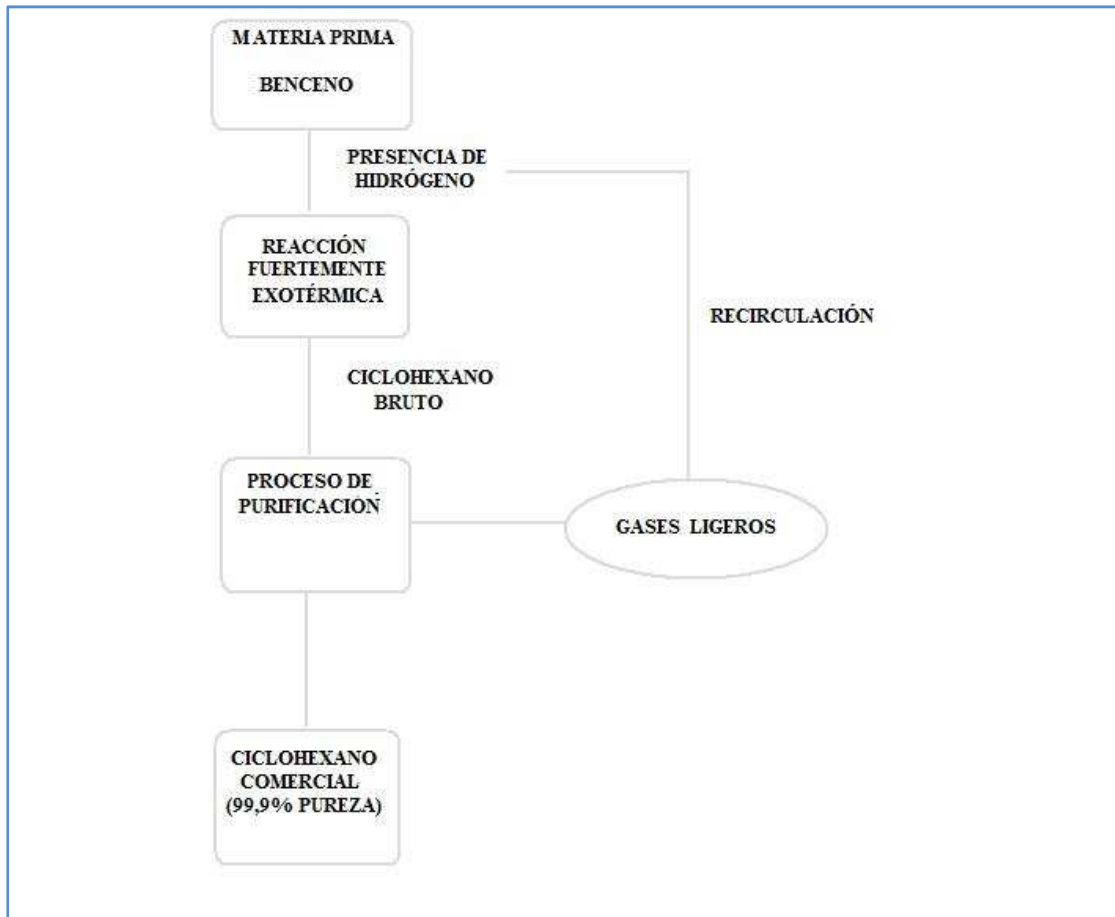 MATERIA PRIMA
BENCENO
PRESENCIA DE
HIDRÓGENO
REACCIÓN
FUERTEMENTE
EXOTÉRMICA
RECIRCULACIÓN
CICLOHEXANO
BRUTO
PROCESO DE
PURIFICACIÓN
GASES LIGEROS
CICLOHEXANO
COMERCIAL
(99,9% PUREZA)